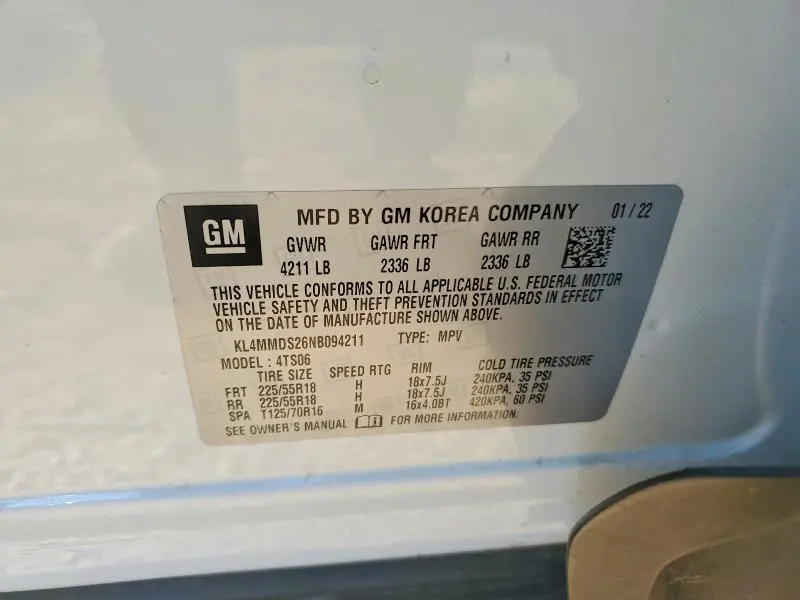 GM MFD BY GM KOREA COMPANY 01 / 22
GVWR GAWR FRT GAWR RR
4211 LB 2336 LB 2336 LB
THIS VEHICLE CONFORMS TO ALL APPLICABLE U.S. FEDERAL MOTOR
VEHICLE SAFETY AND THEFT PREVENTION STANDARDS IN EFFECT
ON THE DATE OF MANUFACTURE SHOWN ABOVE.
KL4MMDS26NB094211 TYPE: MPV
MODEL : 4TS06
TIRE SIZE SPEED RTG RIM COLD TIRE PRESSURE
FRT 225/55R18 H 18x7.5J 240KPA, 35 PSI
RR 225/55R18 H 18x7.5J 240KPA, 35 PSI
SPA T125/70R16 M 16x4.0BT 420KPA, 60 PSI
SEE OWNER'S MANUAL FOR MORE INFORMATION.